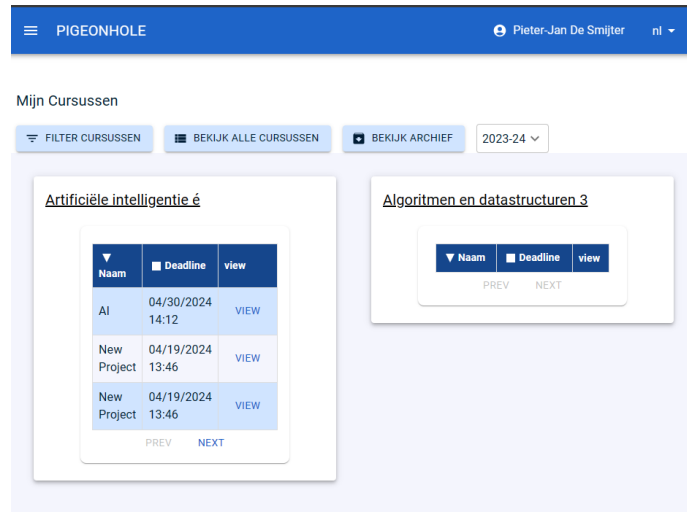 PIGEONHOLE
Pieter-Jan De Smijter
nl
Mijn Cursussen
FILTER CURSUSSEN
BEKIJK ALLE CURSUSSEN
BEKIJK ARCHIEF
2023-24
Artificiële intelligentie é
▼
Naam
■ Deadline
view
AI
04/30/2024
14:12
VIEW
New
Project
04/19/2024
13:46
VIEW
New
Project
04/19/2024
13:46
VIEW
PREV
NEXT
Algoritmen en datastructuren 3
▼ Naam
■ Deadline
view
PREV
NEXT